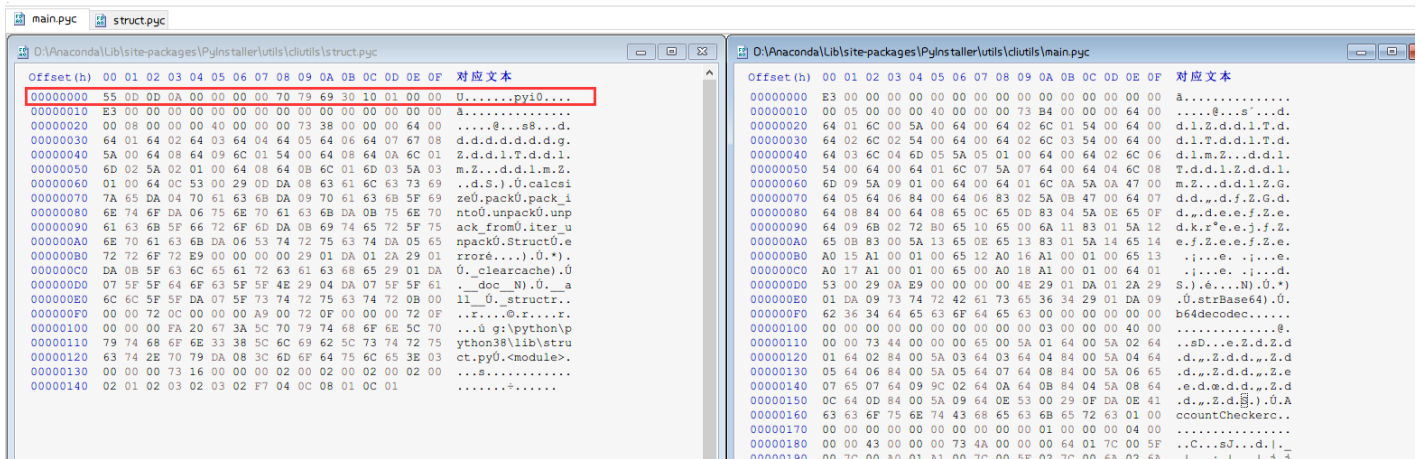 main.pyc
struct.pyc
D:\Anaconda\Lib\site-packages\PyInstaller\utils\cliutils\struct.pyc
Offset(h) 00 01 02 03 04 05 06 07 08 09 0A 0B 0C 0D 0E 0F 对应文本
00000000 55 0D 0D 0A 00 00 00 00 70 79 69 30 10 01 00 00 U.......pyi0....
00000010 E3 00 00 00 00 00 00 00 00 00 00 00 00 00 00 00 ã...............
00000020 00 08 00 00 00 40 00 00 00 73 38 00 00 00 64 00 .....@...s8...d.
00000030 64 01 64 02 64 03 64 04 64 05 64 06 64 07 67 08 d.d.d.d.d.d.d.g.
00000040 5A 00 64 08 64 09 6C 01 54 00 64 08 64 0A 6C 01 Z.d.d.l.T.d.d.l.
00000050 6D 02 5A 02 01 00 64 08 64 0B 6C 01 6D 03 5A 03 m.Z...d.d.l.m.Z.
00000060 01 00 64 0C 53 00 29 0D DA 08 63 61 6C 63 73 69 ..d.S.).Ú.calcsi
00000070 7A 65 DA 04 70 61 63 6B DA 09 70 61 63 6B 5F 69 zeÚ.packÚ.pack_i
00000080 6E 74 6F DA 06 75 6E 70 61 63 6B DA 0B 75 6E 70 ntoÚ.unpackÚ.unp
00000090 61 63 6B 5F 66 72 6F 6D DA 0B 69 74 65 72 5F 75 ack_fromÚ.iter_u
000000A0 6E 70 61 63 6B DA 06 53 74 72 75 63 74 DA 05 65 npackÚ.StructÚ.e
000000B0 72 72 6F 72 E9 00 00 00 00 29 01 DA 01 2A 29 01 rroré....).Ú.*).
000000C0 DA 0B 5F 63 6C 65 61 72 63 61 63 68 65 29 01 DA Ú._clearcache).Ú
000000D0 07 5F 5F 64 6F 63 5F 5F 4E 29 04 DA 07 5F 5F 61 .__doc__N).Ú.__a
000000E0 6C 6C 5F 5F DA 07 5F 73 74 72 75 63 74 72 0B 00 ll__Ú._structr..
000000F0 00 00 72 0C 00 00 00 A9 00 72 0F 00 00 00 72 0F ..r....©.r....r.
00000100 00 00 00 FA 20 67 3A 5C 70 79 74 68 6F 6E 5C 70 ...ú g:\python\p
00000110 79 74 68 6F 6E 33 38 5C 6C 69 62 5C 73 74 72 75 ython38\lib\stru
00000120 63 74 2E 70 79 DA 08 3C 6D 6F 64 75 6C 65 3E 03 ct.pyÚ.<module>.
00000130 00 00 00 73 16 00 00 00 02 00 02 00 02 00 02 00 ...s............
00000140 02 01 02 03 02 03 02 F7 04 0C 08 01 0C 01 .......÷......
D:\Anaconda\Lib\site-packages\PyInstaller\utils\cliutils\main.pyc
Offset(h) 00 01 02 03 04 05 06 07 08 09 0A 0B 0C 0D 0E 0F 对应文本
00000000 E3 00 00 00 00 00 00 00 00 00 00 00 00 00 00 00 ã...............
00000010 00 05 00 00 00 40 00 00 00 73 B4 00 00 00 64 00 .....@...s´...d.
00000020 64 01 6C 00 5A 00 64 00 64 02 6C 01 54 00 64 00 d.l.Z.d.d.l.T.d.
00000030 64 02 6C 02 54 00 64 00 64 02 6C 03 54 00 64 00 d.l.T.d.d.l.T.d.
00000040 64 03 6C 04 6D 05 5A 05 01 00 64 00 64 02 6C 06 d.l.m.Z...d.d.l.
00000050 54 00 64 00 64 01 6C 07 5A 07 64 00 64 04 6C 08 T.d.d.l.Z.d.d.l.
00000060 6D 09 5A 09 01 00 64 00 64 01 6C 0A 5A 0A 47 00 m.Z...d.d.l.Z.G.
00000070 64 05 64 06 84 00 64 06 83 02 5A 0B 47 00 64 07 d.d.„.d.ƒ.Z.G.d.
00000080 64 08 84 00 64 08 65 0C 65 0D 83 04 5A 0E 65 0F d.„.d.e.e.ƒ.Z.e.
00000090 64 09 6B 02 72 B0 65 10 65 00 6A 11 83 01 5A 12 d.k.r°e.e.j.ƒ.Z.
000000A0 65 0B 83 00 5A 13 65 0E 65 13 83 01 5A 14 65 14 e.ƒ.Z.e.e.ƒ.Z.e.
000000B0 A0 15 A1 00 01 00 65 12 A0 16 A1 00 01 00 65 13  .¡...e. .¡...e.
000000C0 A0 17 A1 00 01 00 65 00 A0 18 A1 00 01 00 64 01  .¡...e. .¡...d.
000000D0 53 00 29 0A E9 00 00 00 00 4E 29 01 DA 01 2A 29 S.).é....N).Ú.*)
000000E0 01 DA 09 73 74 72 42 61 73 65 36 34 29 01 DA 09 .Ú.strBase64).Ú.
000000F0 62 36 34 64 65 63 6F 64 65 63 00 00 00 00 00 00 b64decodec......
00000100 00 00 00 00 00 00 00 00 00 00 03 00 00 00 40 00 ..............@.
00000110 00 00 73 44 00 00 00 65 00 5A 01 64 00 5A 02 64 ..sD...e.Z.d.Z.d
00000120 01 64 02 84 00 5A 03 64 03 64 04 84 00 5A 04 64 .d.„.Z.d.d.„.Z.d
00000130 05 64 06 84 00 5A 05 64 07 64 08 84 00 5A 06 65 .d.„.Z.d.d.„.Z.e
00000140 07 65 07 64 09 9C 02 64 0A 64 0B 84 04 5A 08 64 .e.d.œ.d.d.„.Z.d
00000150 0C 64 0D 84 00 5A 09 64 0E 53 00 29 0F DA 0E 41 .d.„.Z.d.S.).Ú.A
00000160 63 63 6F 75 6E 74 43 68 65 63 6B 65 72 63 01 00 ccountCheckerc..
00000170 00 00 00 00 00 00 00 00 00 00 00 01 00 00 04 00 ................
00000180 00 00 43 00 00 00 73 4A 00 00 00 64 01 7C 00 5F ..C...sJ...d.|._